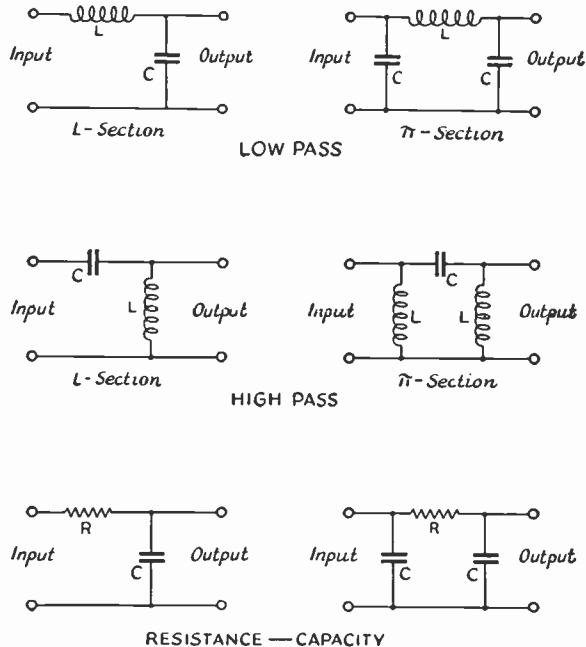 L L
Input C Output Input C C Output
L-Section π-Section
LOW PASS
C C
Input L Output Input L L Output
L-Section π-Section
HIGH PASS
R R
Input C Output Input C C Output
RESISTANCE — CAPACITY